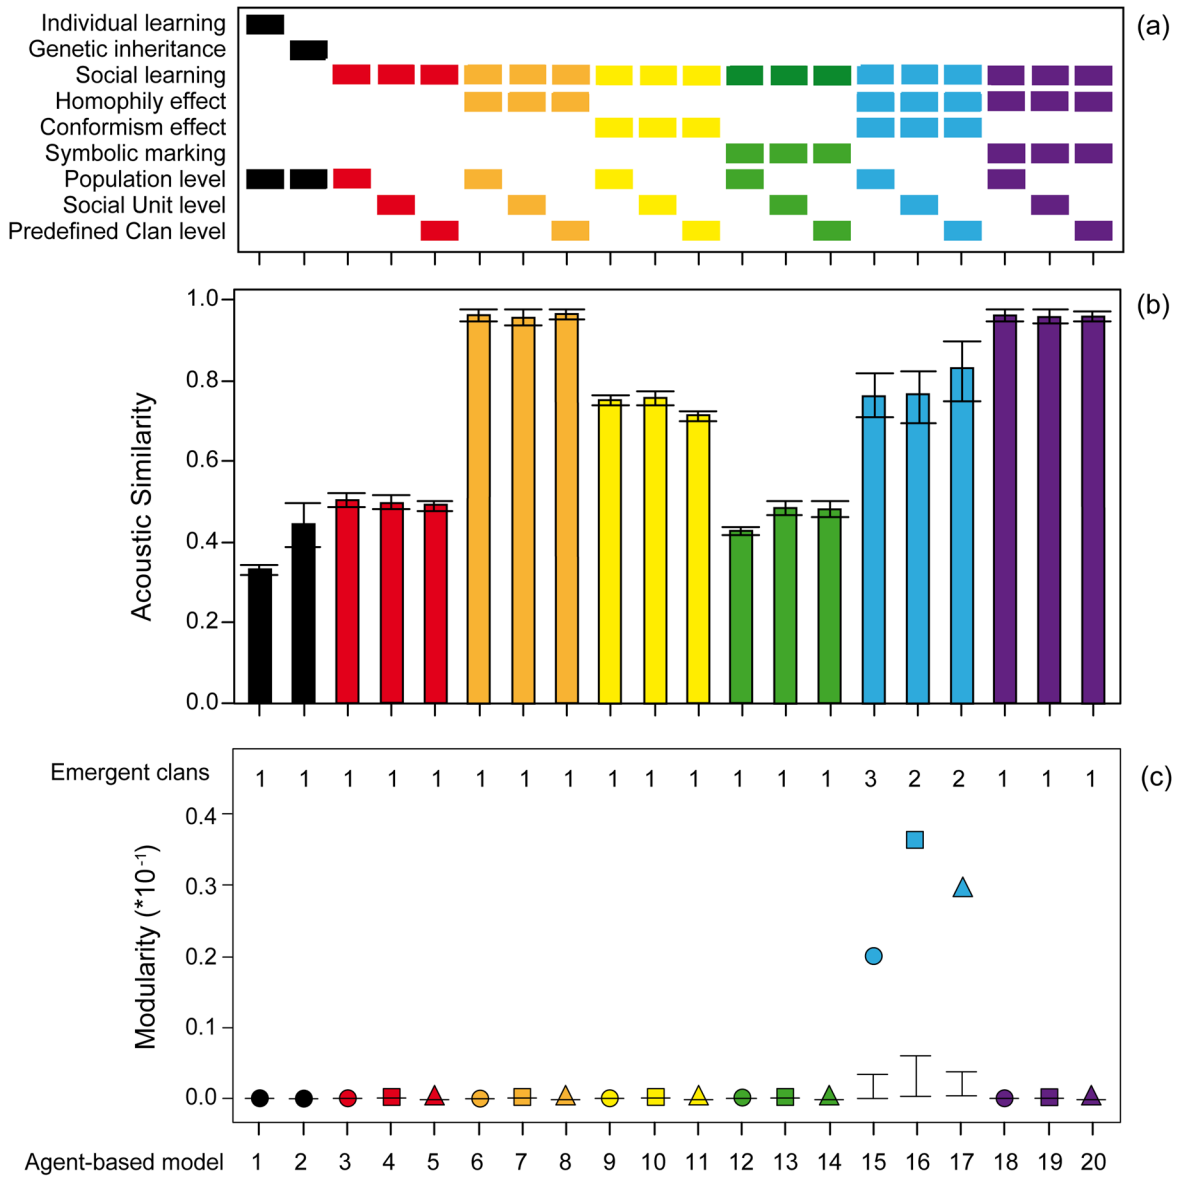 Individual learning
(a)
Genetic inheritance
Social learning
Homophily effect
Conformism effect
Symbolic marking
Population level
Social Unit level
Predefined Clan level
(b)
Acoustic Similarity
1.0
0.8
0.6
0.4
0.2
0.0
Emergent clans 1 1 1 1 1 1 1 1 1 1 1 1 1 1 3 2 2 1 1 1
(c)
Modularity (*10⁻¹)
0.4
0.3
0.2
0.1
0.0
Agent-based model 1 2 3 4 5 6 7 8 9 10 11 12 13 14 15 16 17 18 19 20